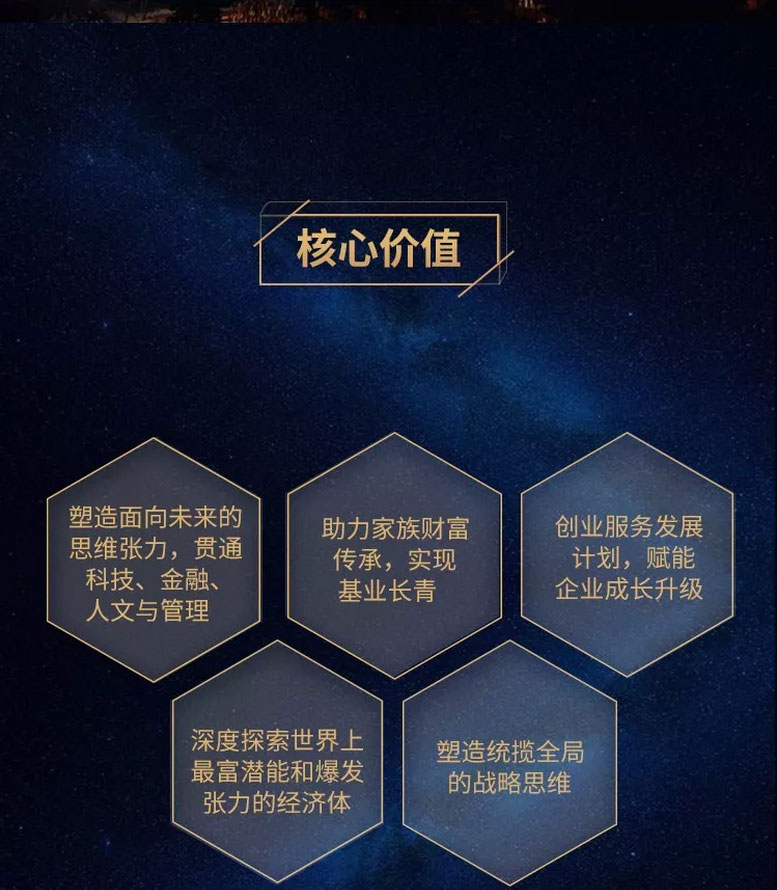 核心价值
塑造面向未来的
思维张力，贯通
科技、金融、
人文与管理
助力家族财富
传承，实现
基业长青
创业服务发展
计划，赋能
企业成长升级
深度探索世界上
最富潜能和爆发
张力的经济体
塑造统揽全局
的战略思维